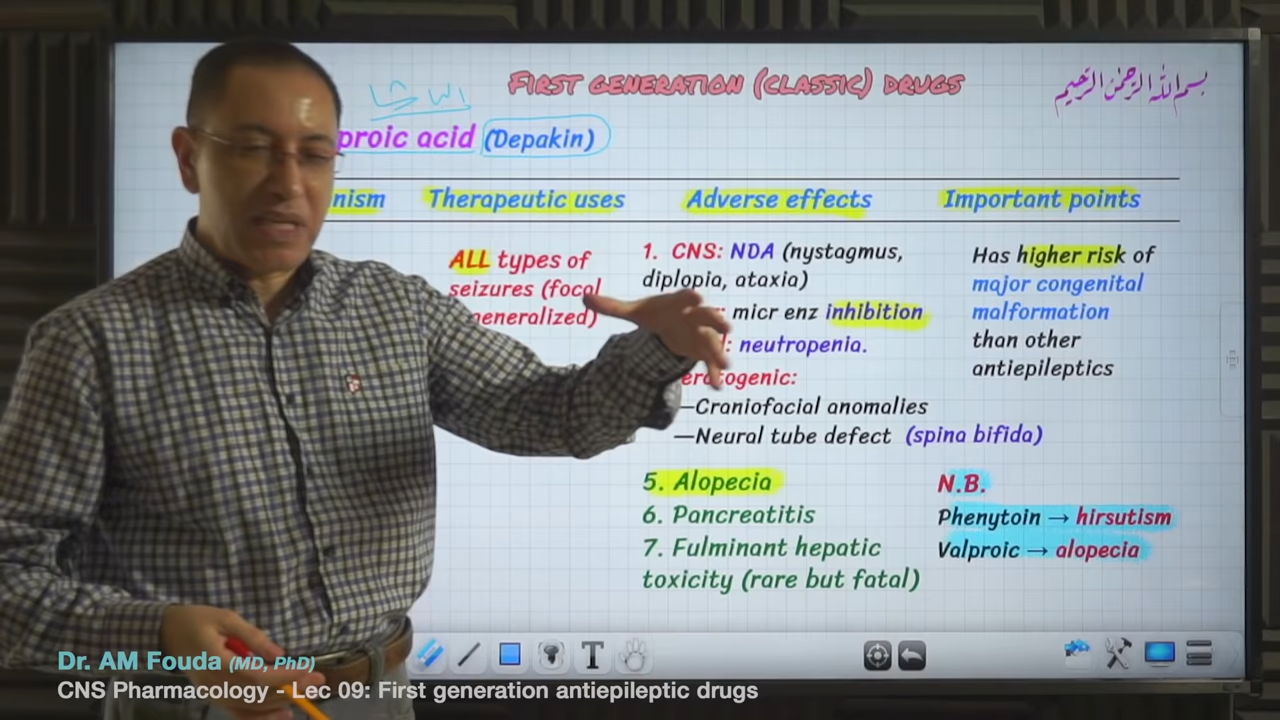 FIRST GENERATION (CLASSIC) DRUGS
بسم الله الرحمن الرحيم
الباشا
proic acid (Depakin)
nism Therapeutic uses Adverse effects Important points
ALL types of
seizures (focal
generalized)
1. CNS: NDA (nystagmus,
diplopia, ataxia)
micr enz inhibition
: neutropenia.
eratogenic:
—Craniofacial anomalies
—Neural tube defect (spina bifida)
5. Alopecia
6. Pancreatitis
7. Fulminant hepatic
toxicity (rare but fatal)
Has higher risk of
major congenital
malformation
than other
antiepileptics
N.B.
Phenytoin → hirsutism
Valproic → alopecia
T
Dr. AM Fouda (MD, PhD)
CNS Pharmacology - Lec 09: First generation antiepileptic drugs